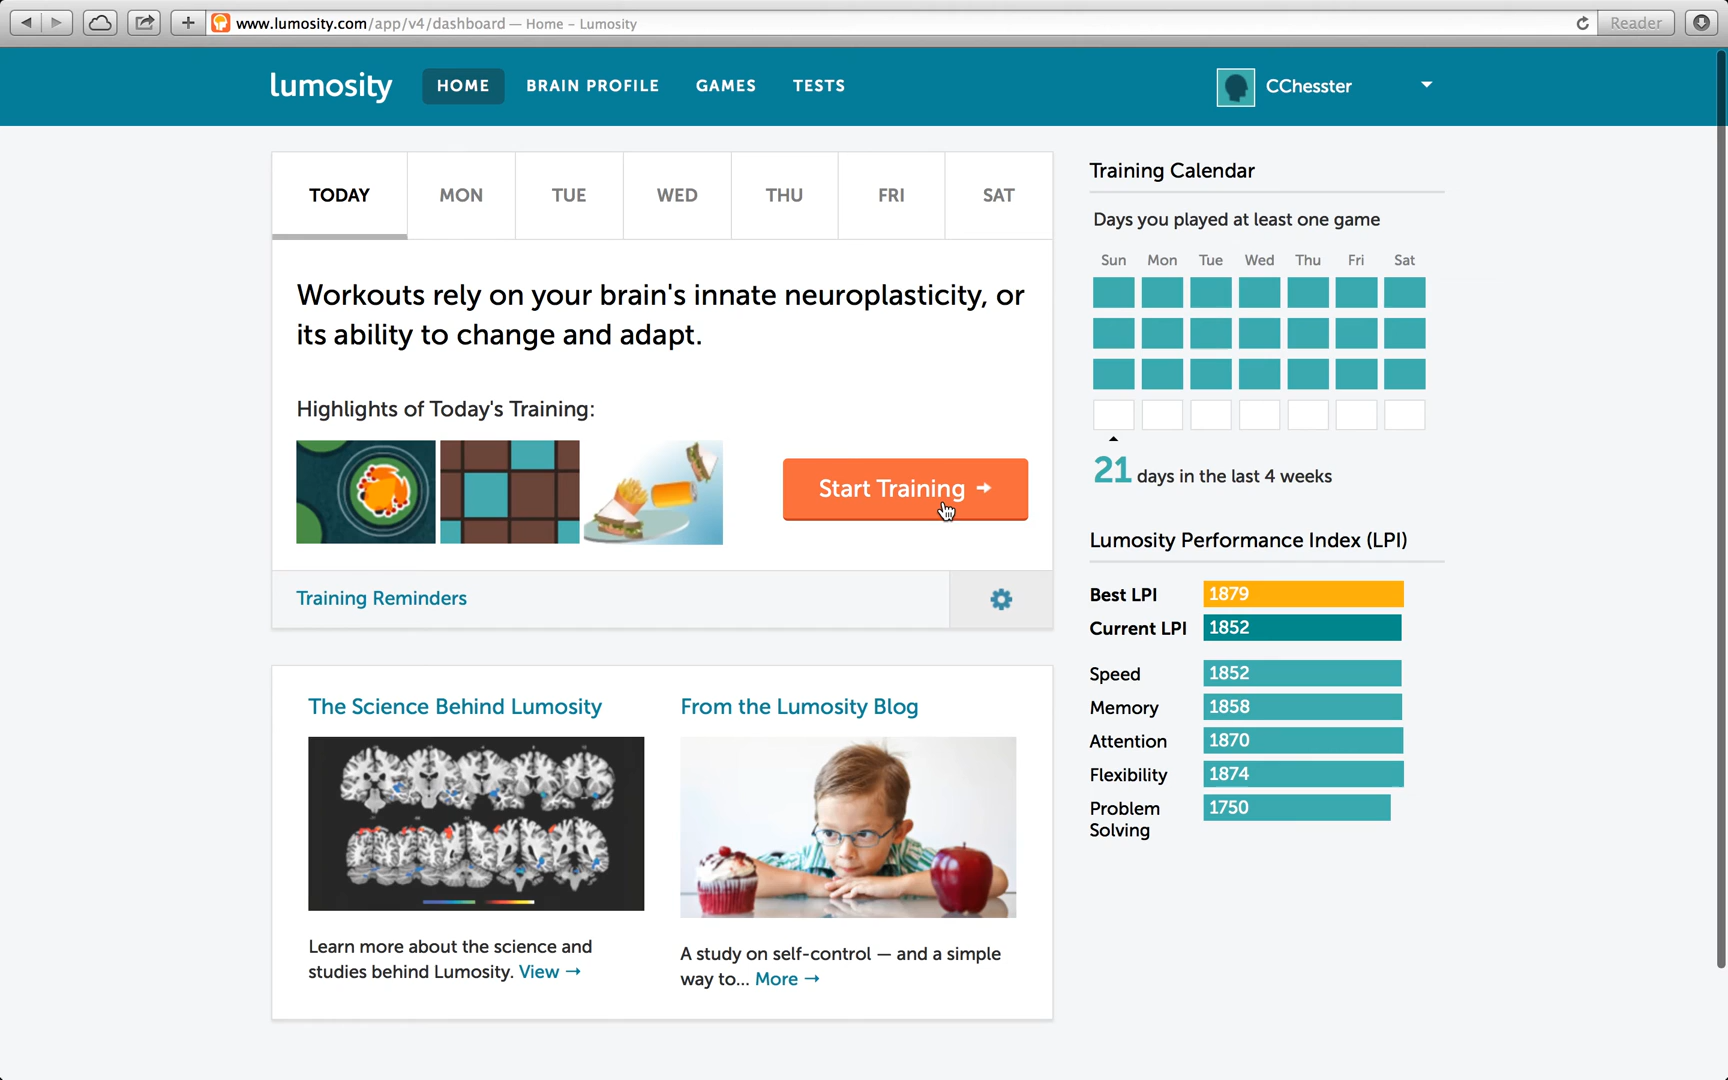 www.lumosity.com/app/v4/dashboard — Home – Lumosity
Reader
lumosity
HOME
BRAIN PROFILE
GAMES
TESTS
CChesster
TODAY
MON
TUE
WED
THU
FRI
SAT
Workouts rely on your brain's innate neuroplasticity, or
its ability to change and adapt.
Highlights of Today's Training:
Start Training →
Training Reminders
The Science Behind Lumosity
Learn more about the science and
studies behind Lumosity. View →
From the Lumosity Blog
A study on self-control — and a simple
way to... More →
Training Calendar
Days you played at least one game
Sun Mon Tue Wed Thu Fri Sat
21 days in the last 4 weeks
Lumosity Performance Index (LPI)
Best LPI 1879
Current LPI 1852
Speed 1852
Memory 1858
Attention 1870
Flexibility 1874
Problem 1750
Solving